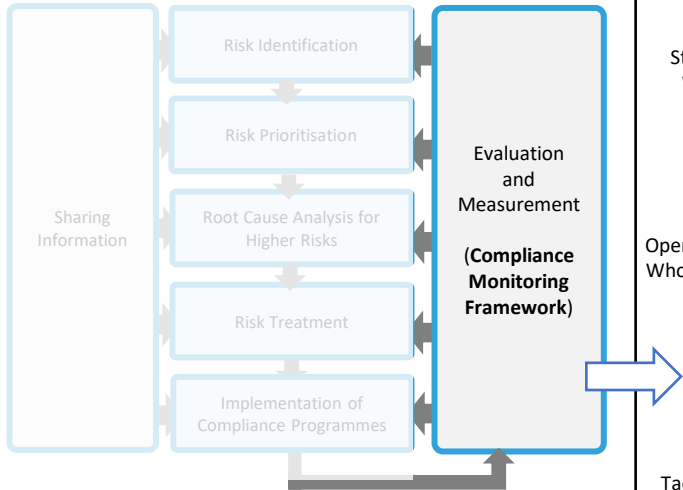 Risk Identification
Risk Prioritisation
Sharing
Information
Root Cause Analysis for
Higher Risks
Risk Treatment
Implementation of
Compliance Programmes
Evaluation
and
Measurement
(Compliance
Monitoring
Framework)